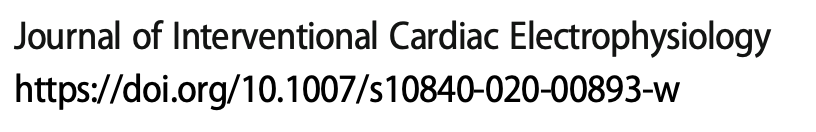 Journal of Interventional Cardiac Electrophysiology
https://doi.org/10.1007/s10840-020-00893-w